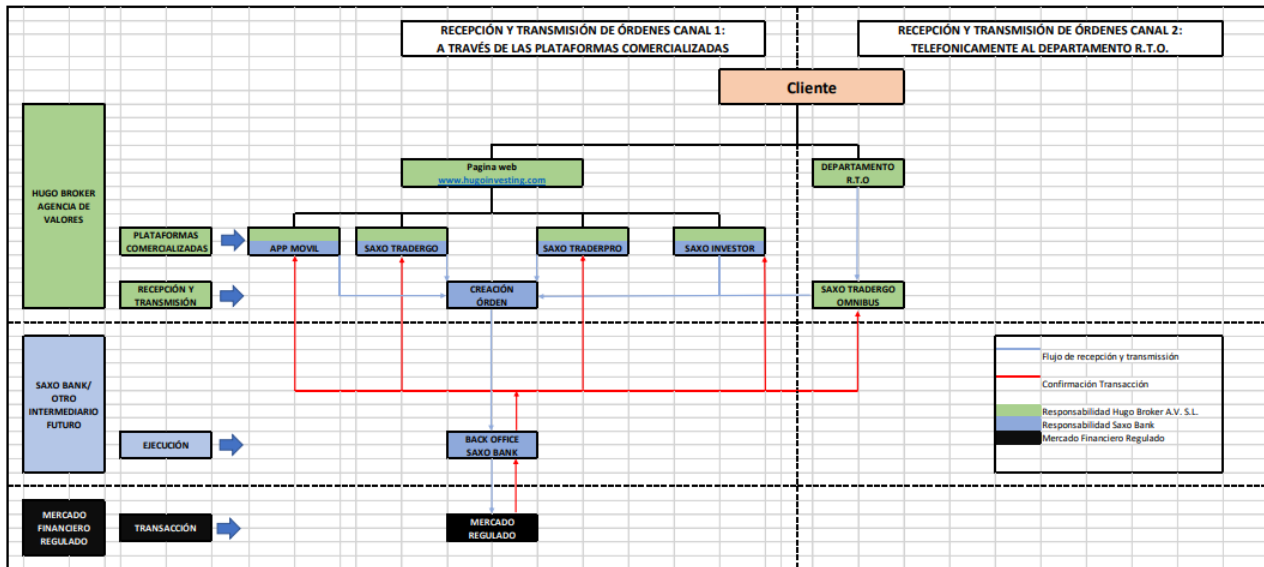 RECEPCIÓN Y TRANSMISIÓN DE ÓRDENES CANAL 1:
A TRAVÉS DE LAS PLATAFORMAS COMERCIALIZADAS
RECEPCIÓN Y TRANSMISIÓN DE ÓRDENES CANAL 2:
TELEFONICAMENTE AL DEPARTAMENTO R.T.O.
Cliente
HUGO BROKER
AGENCIA DE
VALORES
Pagina web
www.hugoinvesting.com
DEPARTAMENTO
R.T.O
PLATAFORMAS
COMERCIALIZADAS
APP MOVIL
SAXO TRADERGO
SAXO TRADERPRO
SAXO INVESTOR
RECEPCIÓN Y
TRANSMISIÓN
CREACIÓN
ÓRDEN
SAXO TRADERGO
OMNIBUS
SAXO BANK/
OTRO
INTERMEDIARIO
FUTURO
Flujo de recepción y transmisión
Confirmación Transacción
Responsabilidad Hugo Broker A.V. S.L.
Responsabilidad Saxo Bank
Mercado Financiero Regulado
EJECUCIÓN
BACK OFFICE
SAXO BANK
MERCADO
FINANCIERO
REGULADO
TRANSACCIÓN
MERCADO
REGULADO